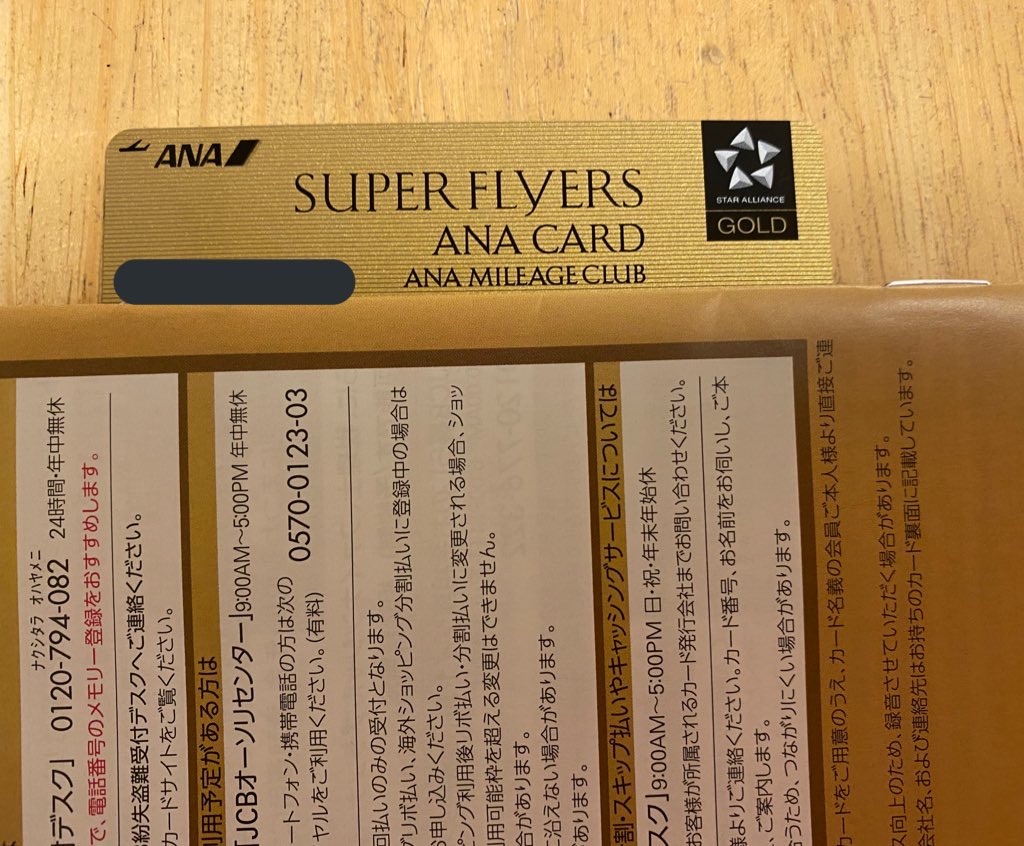 ANA
SUPER FLYERS
ANA CARD
ANA MILEAGE CLUB
STAR ALLIANCE
GOLD
ナクシタラ オハヤメニ
デスク」 0120-794-082 24時間・年中無休
で、電話番号のメモリー登録をおすすめします。
紛失盗難受付デスクへご連絡ください。
カードサイトをご覧ください。
利用予定がある方は
「JCBオーソリセンター」9:00AM〜5:00PM 年中無休
ートフォン・携帯電話の方は次の
ヤルをご利用ください。(有料)
0570-0123-03
回払いのみの受付となります。
リボ払い、海外ショッピング分割払いに登録中の場合は
お申し込みください。
ピング利用後リボ払い・分割払いに変更される場合、ショッ
利用可能枠を超える変更はできません。
合があります。
に沿えない場合があります。
あります。
割・スキップ払いやキャッシングサービスについては
スク」9:00AM〜5:00PM 日・祝・年末年始休
お客様が所属されるカード発行会社までお問い合わせください。
様よりご連絡ください。カード番号、お名前をお伺いし、ご本
、ご案内します。
うため、つながりにくい場合があります。
カードをご用意のうえ、カード名義の会員ご本人様より直接ご連
ス向上のため、録音させていただく場合があります。
会社名、および連絡先はお持ちのカード裏面に記載しています。